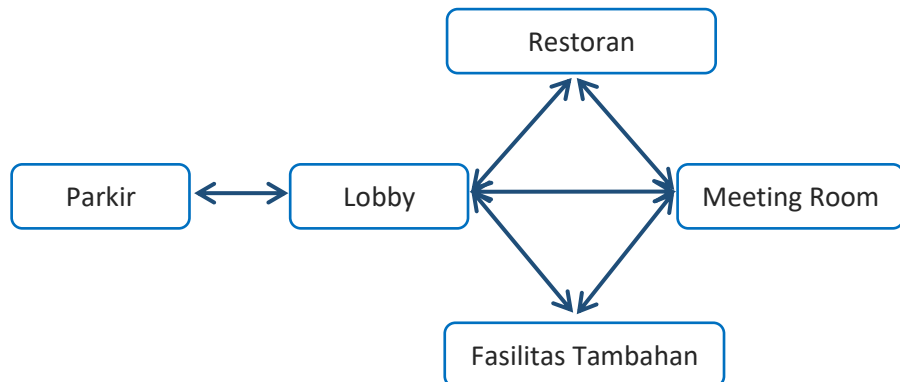 Restoran
Parkir
Lobby
Meeting Room
Fasilitas Tambahan